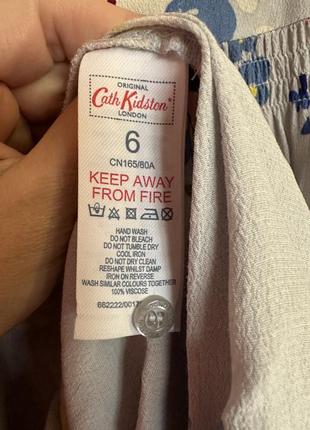 ORIGINAL
Cath Kidston
LONDON
6
CN165/80A
KEEP AWAY
FROM FIRE
HAND WASH
DO NOT BLEACH
DO NOT TUMBLE DRY
COOL IRON
DO NOT DRY CLEAN
RESHAPE WHILST DAMP
IRON ON REVERSE
WASH SIMILAR COLOURS TOGETHER
100% VISCOSE